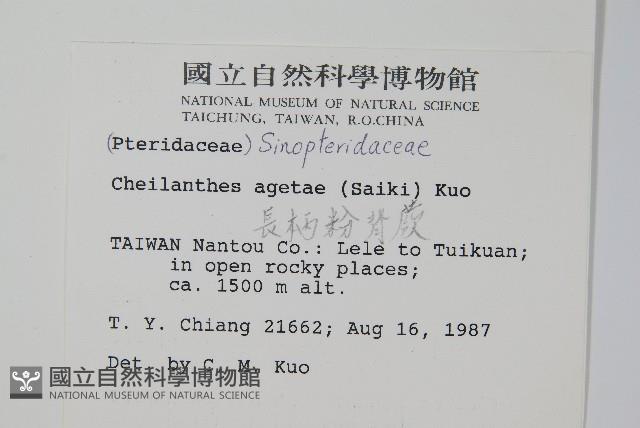 國立自然科學博物館
NATIONAL MUSEUM OF NATURAL SCIENCE
TAICHUNG, TAIWAN, R.O.CHINA
(Pteridaceae) Sinopteridaceae
Cheilanthes agetae (Saiki) Kuo
長柄粉背蕨
TAIWAN Nantou Co.: Lele to Tuikuan;
in open rocky places;
ca. 1500 m alt.
T. Y. Chiang 21662; Aug 16, 1987
Det. by C. M. Kuo
國立自然科學博物館
NATIONAL MUSEUM OF NATURAL SCIENCE